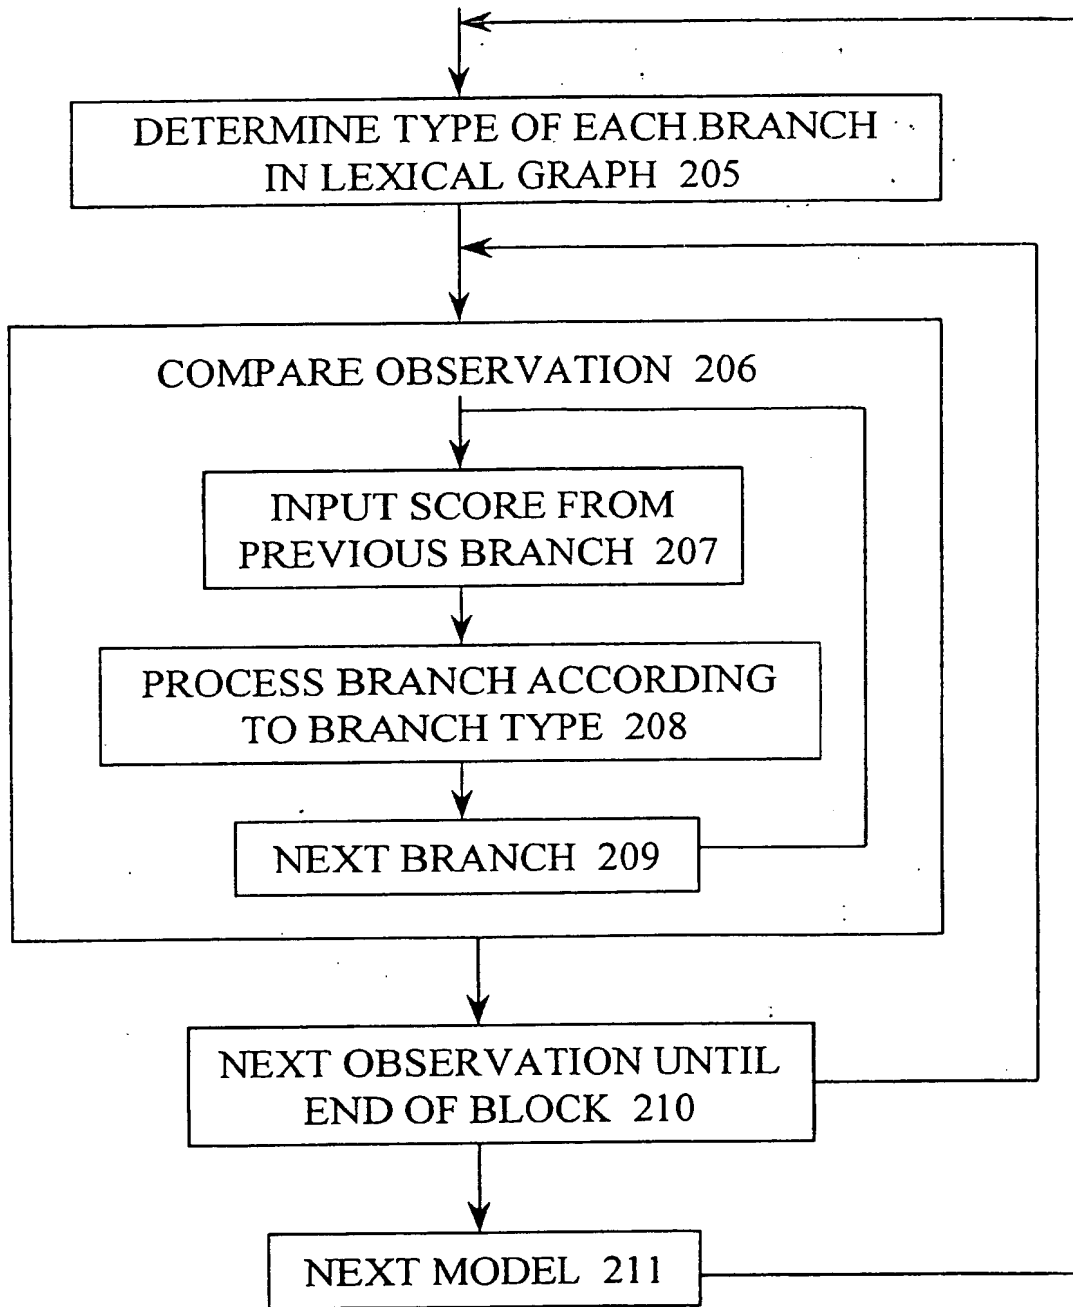 DETERMINE TYPE OF EACH BRANCH
IN LEXICAL GRAPH 205
COMPARE OBSERVATION 206
INPUT SCORE FROM
PREVIOUS BRANCH 207
PROCESS BRANCH ACCORDING
TO BRANCH TYPE 208
NEXT BRANCH 209
NEXT OBSERVATION UNTIL
END OF BLOCK 210
NEXT MODEL 211